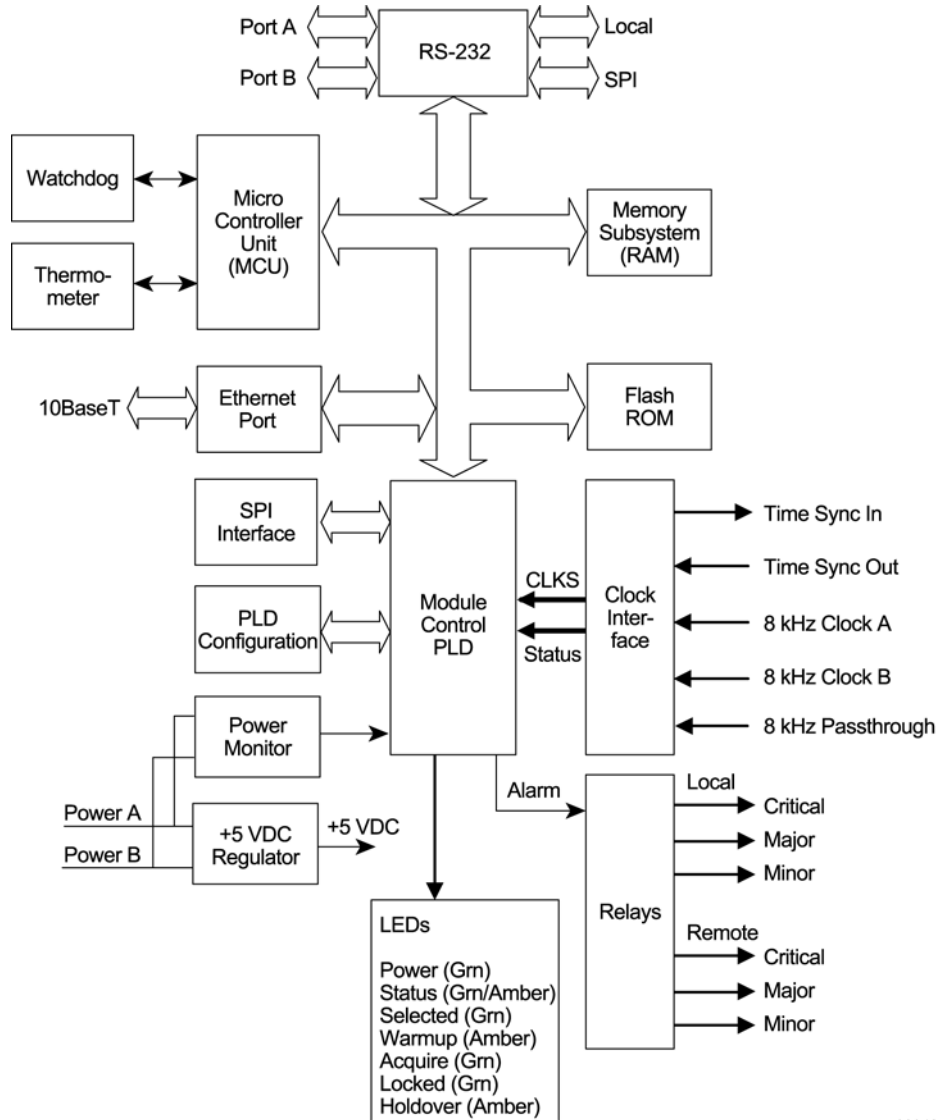 Port A
Local
RS-232
Port B
SPI
Watchdog
Micro
Controller
Unit
(MCU)
Memory
Subsystem
(RAM)
Thermo-
meter
10BaseT
Ethernet
Port
Flash
ROM
SPI
Interface
Module
Control
PLD
CLKS
Status
Clock
Inter-
face
Time Sync In
Time Sync Out
8 kHz Clock A
8 kHz Clock B
8 kHz Passthrough
PLD
Configuration
Power
Monitor
Power A
Power B
+5 VDC
Regulator
+5 VDC
Alarm
Relays
Local
Critical
Major
Minor
Remote
Critical
Major
Minor
LEDs
Power (Grn)
Status (Grn/Amber)
Selected (Grn)
Warmup (Amber)
Acquire (Grn)
Locked (Grn)
Holdover (Amber)